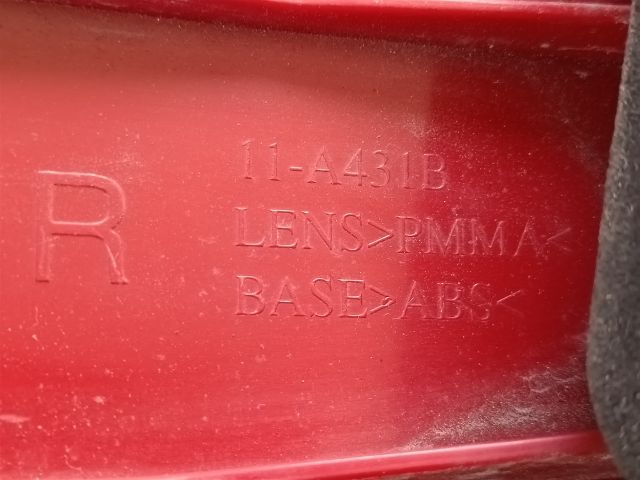 R
11-A431B
LENS>PMMA<
BASE>ABS<